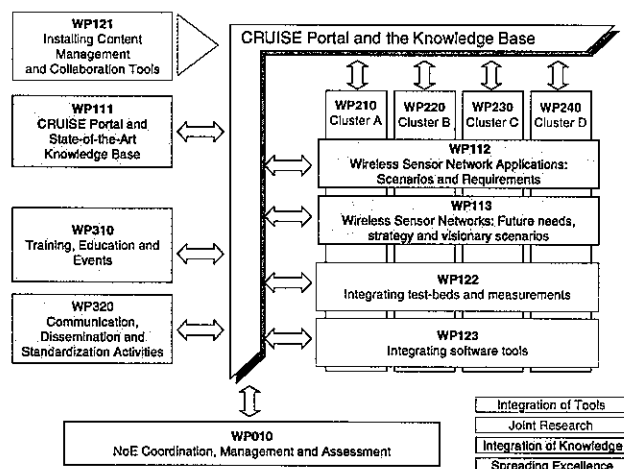 WP121
Installing Content
Management
and Collaboration Tools
CRUISE Portal and the Knowledge Base
WP111
CRUISE Portal and
State-of-the-Art
Knowledge Base
WP210
Cluster A
WP220
Cluster B
WP230
Cluster C
WP240
Cluster D
WP112
Wireless Sensor Network Applications:
Scenarios and Requirements
WP113
Wireless Sensor Networks: Future needs,
strategy and visionary scenarios
WP310
Training, Education and
Events
WP122
Integrating test-beds and measurements
WP320
Communication,
Dissemination and
Standardization Activities
WP123
Integrating software tools
WP010
NoE Coordination, Management and Assessment
Integration of Tools
Joint Research
Integration of Knowledge
Spreading Excellence